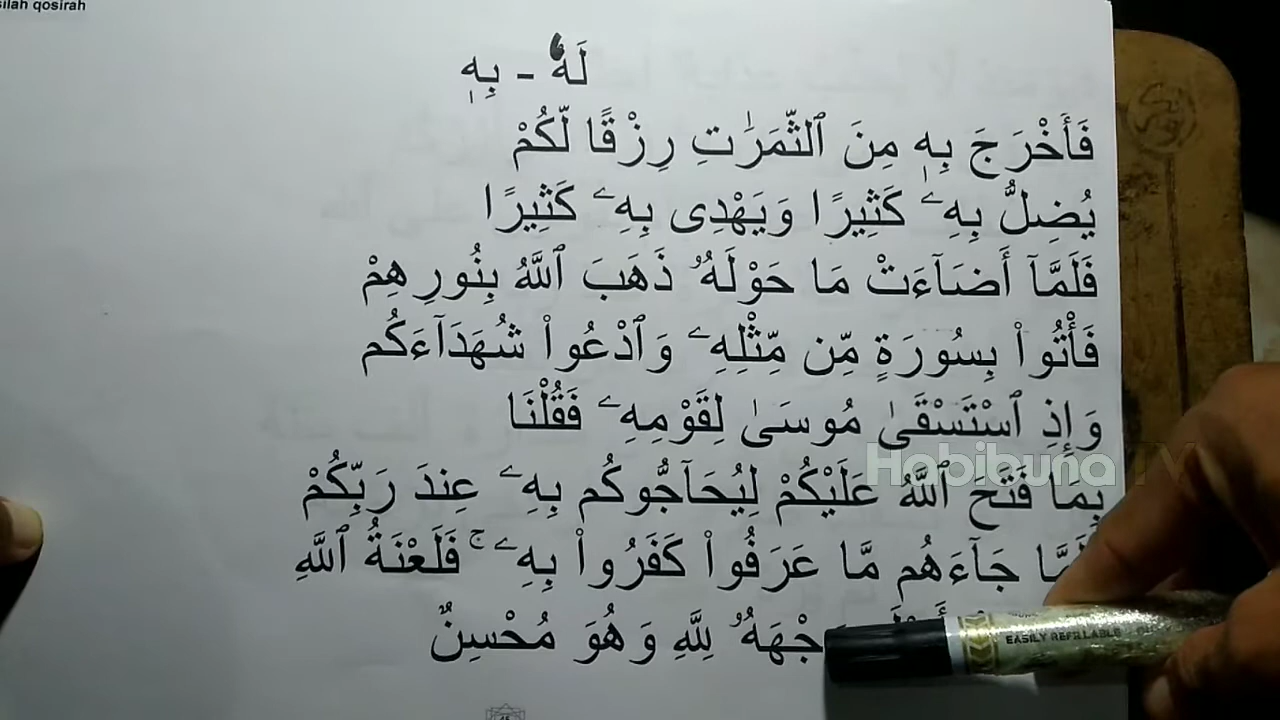 silah qosirah
لَهُ - بِهٖ
فَأَخْرَجَ بِهٖ مِنَ ٱلثَّمَرَٰتِ رِزْقًا لَّكُمْ
يُضِلُّ بِهِۦ كَثِيرًا وَيَهْدِى بِهِۦ كَثِيرًا
فَلَمَّآ أَضَآءَتْ مَا حَوْلَهُۥ ذَهَبَ ٱللَّهُ بِنُورِهِمْ
فَأْتُوا۟ بِسُورَةٍ مِّن مِّثْلِهِۦ وَٱدْعُوا۟ شُهَدَآءَكُم
وَإِذِ ٱسْتَسْقَىٰ مُوسَىٰ لِقَوْمِهِۦ فَقُلْنَا
بِمَا فَتَحَ ٱللَّهُ عَلَيْكُمْ لِيُحَآجُّوكُم بِهِۦ عِندَ رَبِّكُمْ
جَآءَهُم مَّا عَرَفُوا۟ كَفَرُوا۟ بِهِۦ ۚ فَلَعْنَةُ ٱللَّهِ
لِلَّهِ وَهُوَ مُحْسِنٌ
Habibuna TV
EASILY REFILLABLE